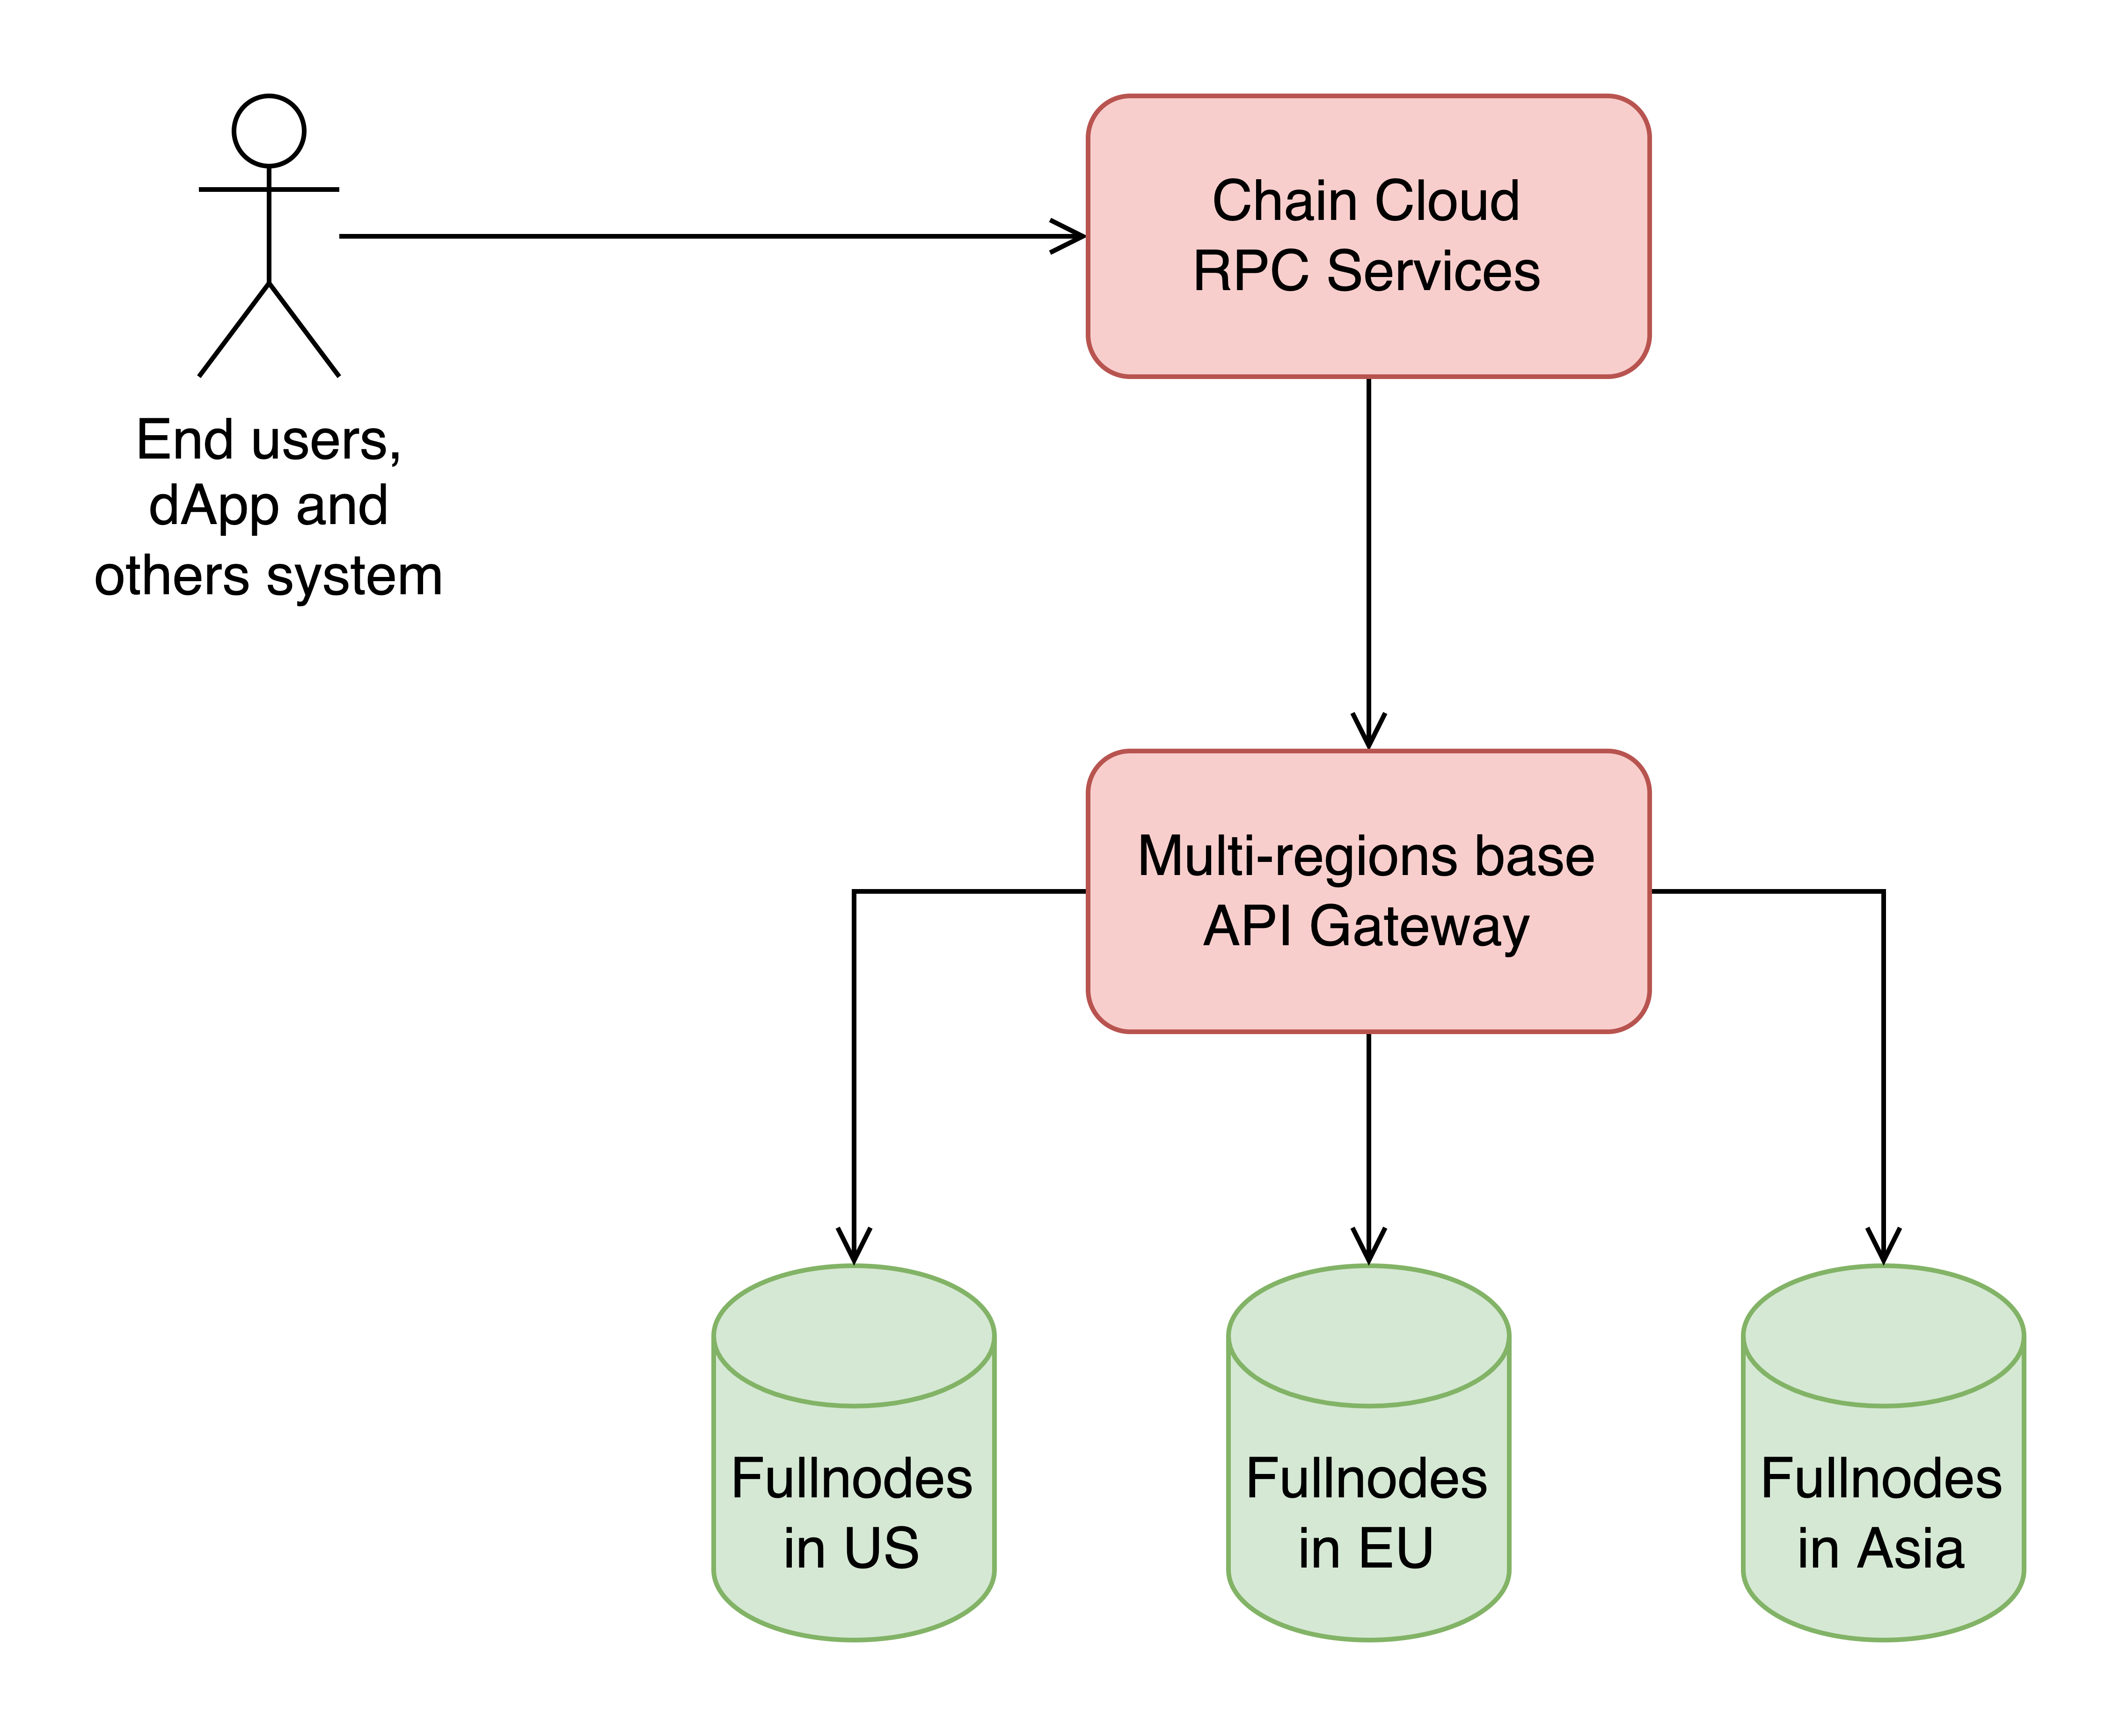 End users,
dApp and
others system
Chain Cloud
RPC Services
Multi-regions base
API Gateway
Fullnodes
in US
Fullnodes
in EU
Fullnodes
in Asia